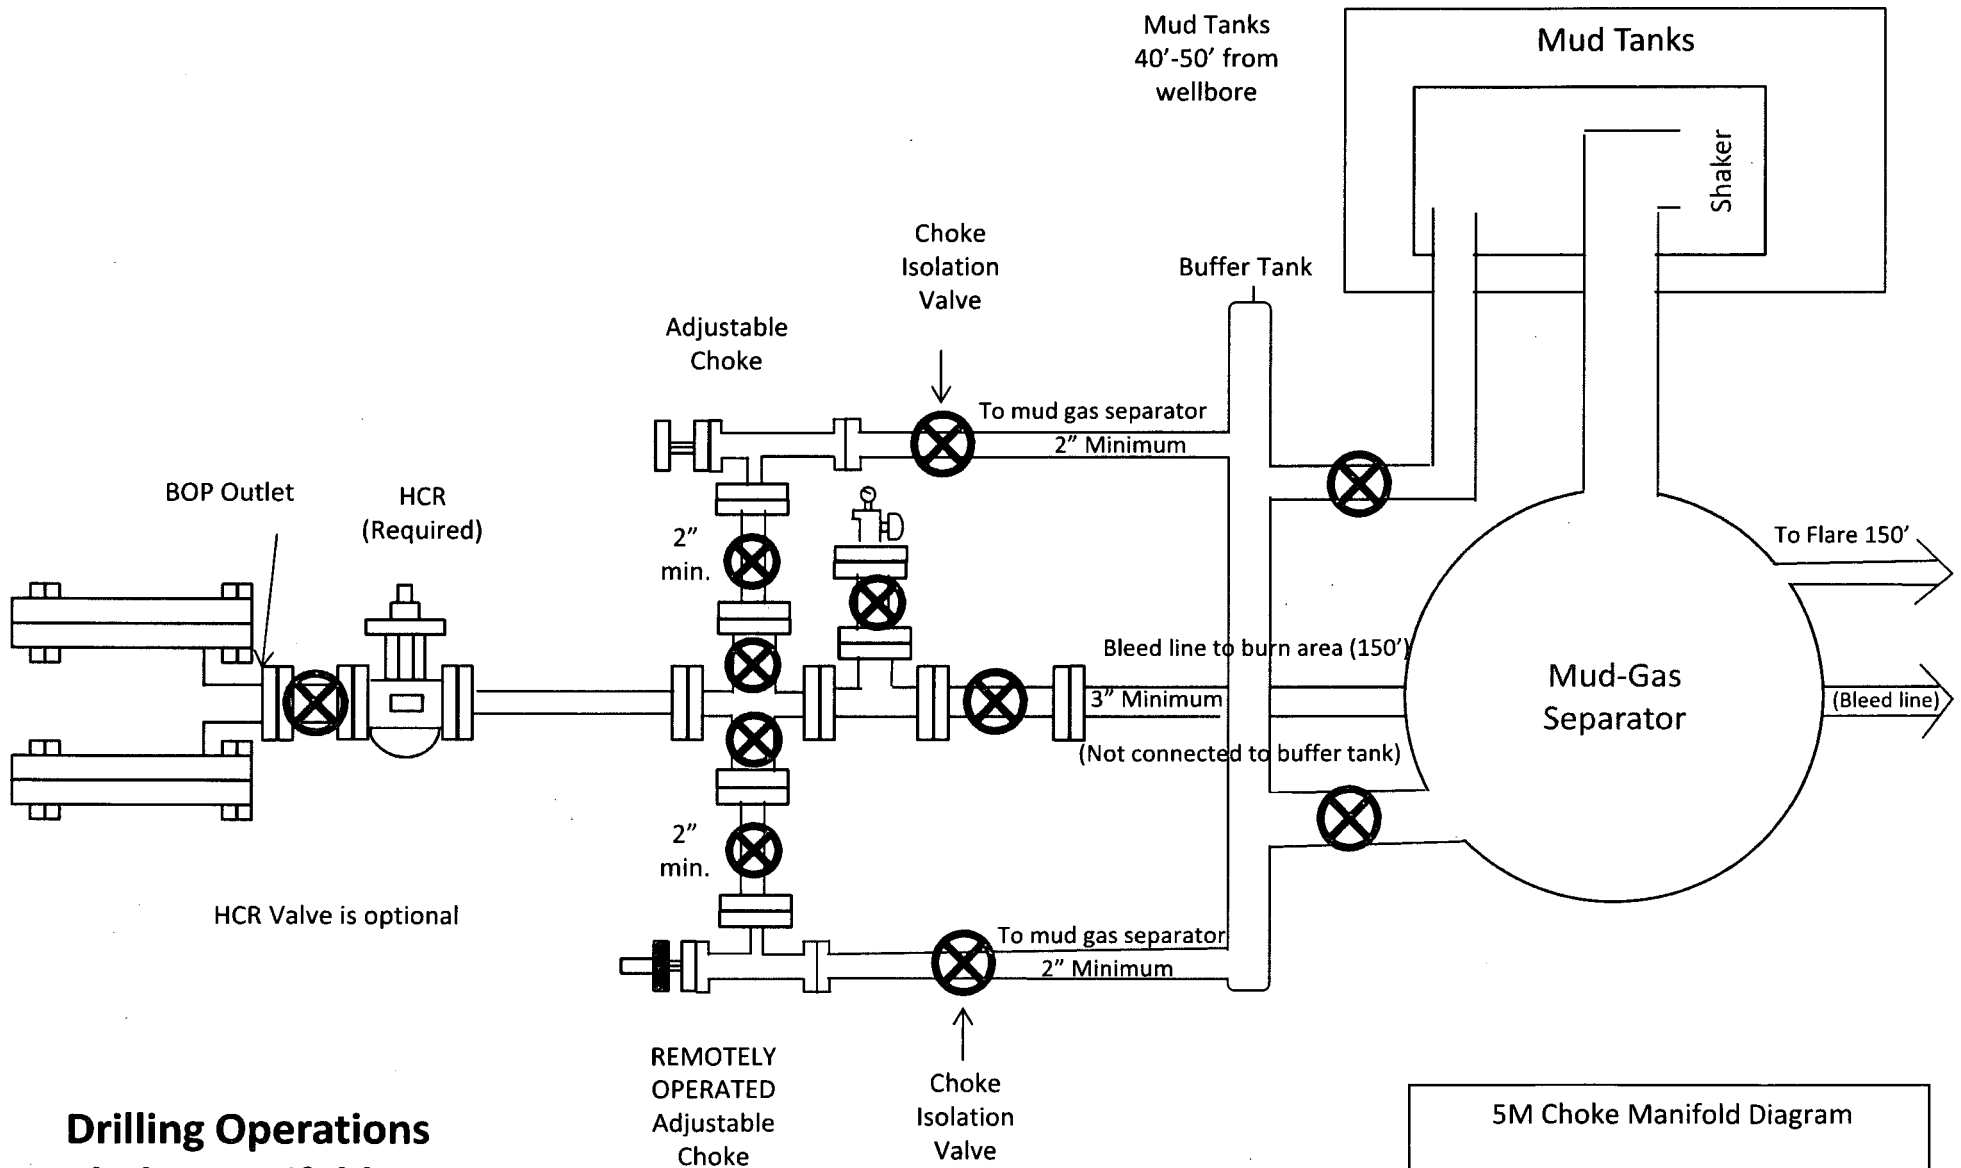 Mud Tanks
40'-50' from
wellbore
Mud Tanks
Shaker
Choke
Isolation
Valve
Buffer Tank
Adjustable
Choke
To mud gas separator
2” Minimum
BOP Outlet
HCR
(Required)
2”
min.
To Flare 150'
Bleed line to burn area (150')
3” Minimum
(Not connected to buffer tank)
Mud-Gas
Separator
(Bleed line)
2”
min.
HCR Valve is optional
To mud gas separator
2” Minimum
REMOTELY
OPERATED
Adjustable
Choke
Choke
Isolation
Valve
Drilling Operations
5M Choke Manifold Diagram